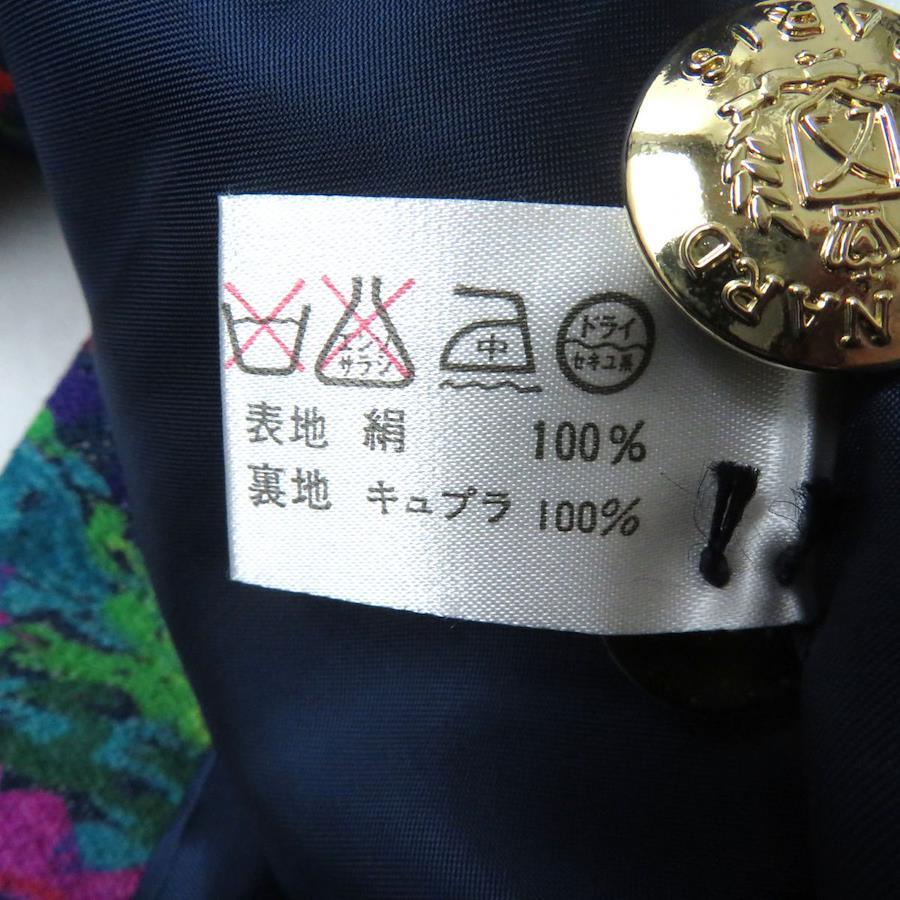 エンソ
サラシ
中
ドライ
セキユ系
表地 絹 100%
裏地 キュプラ 100%
NARD